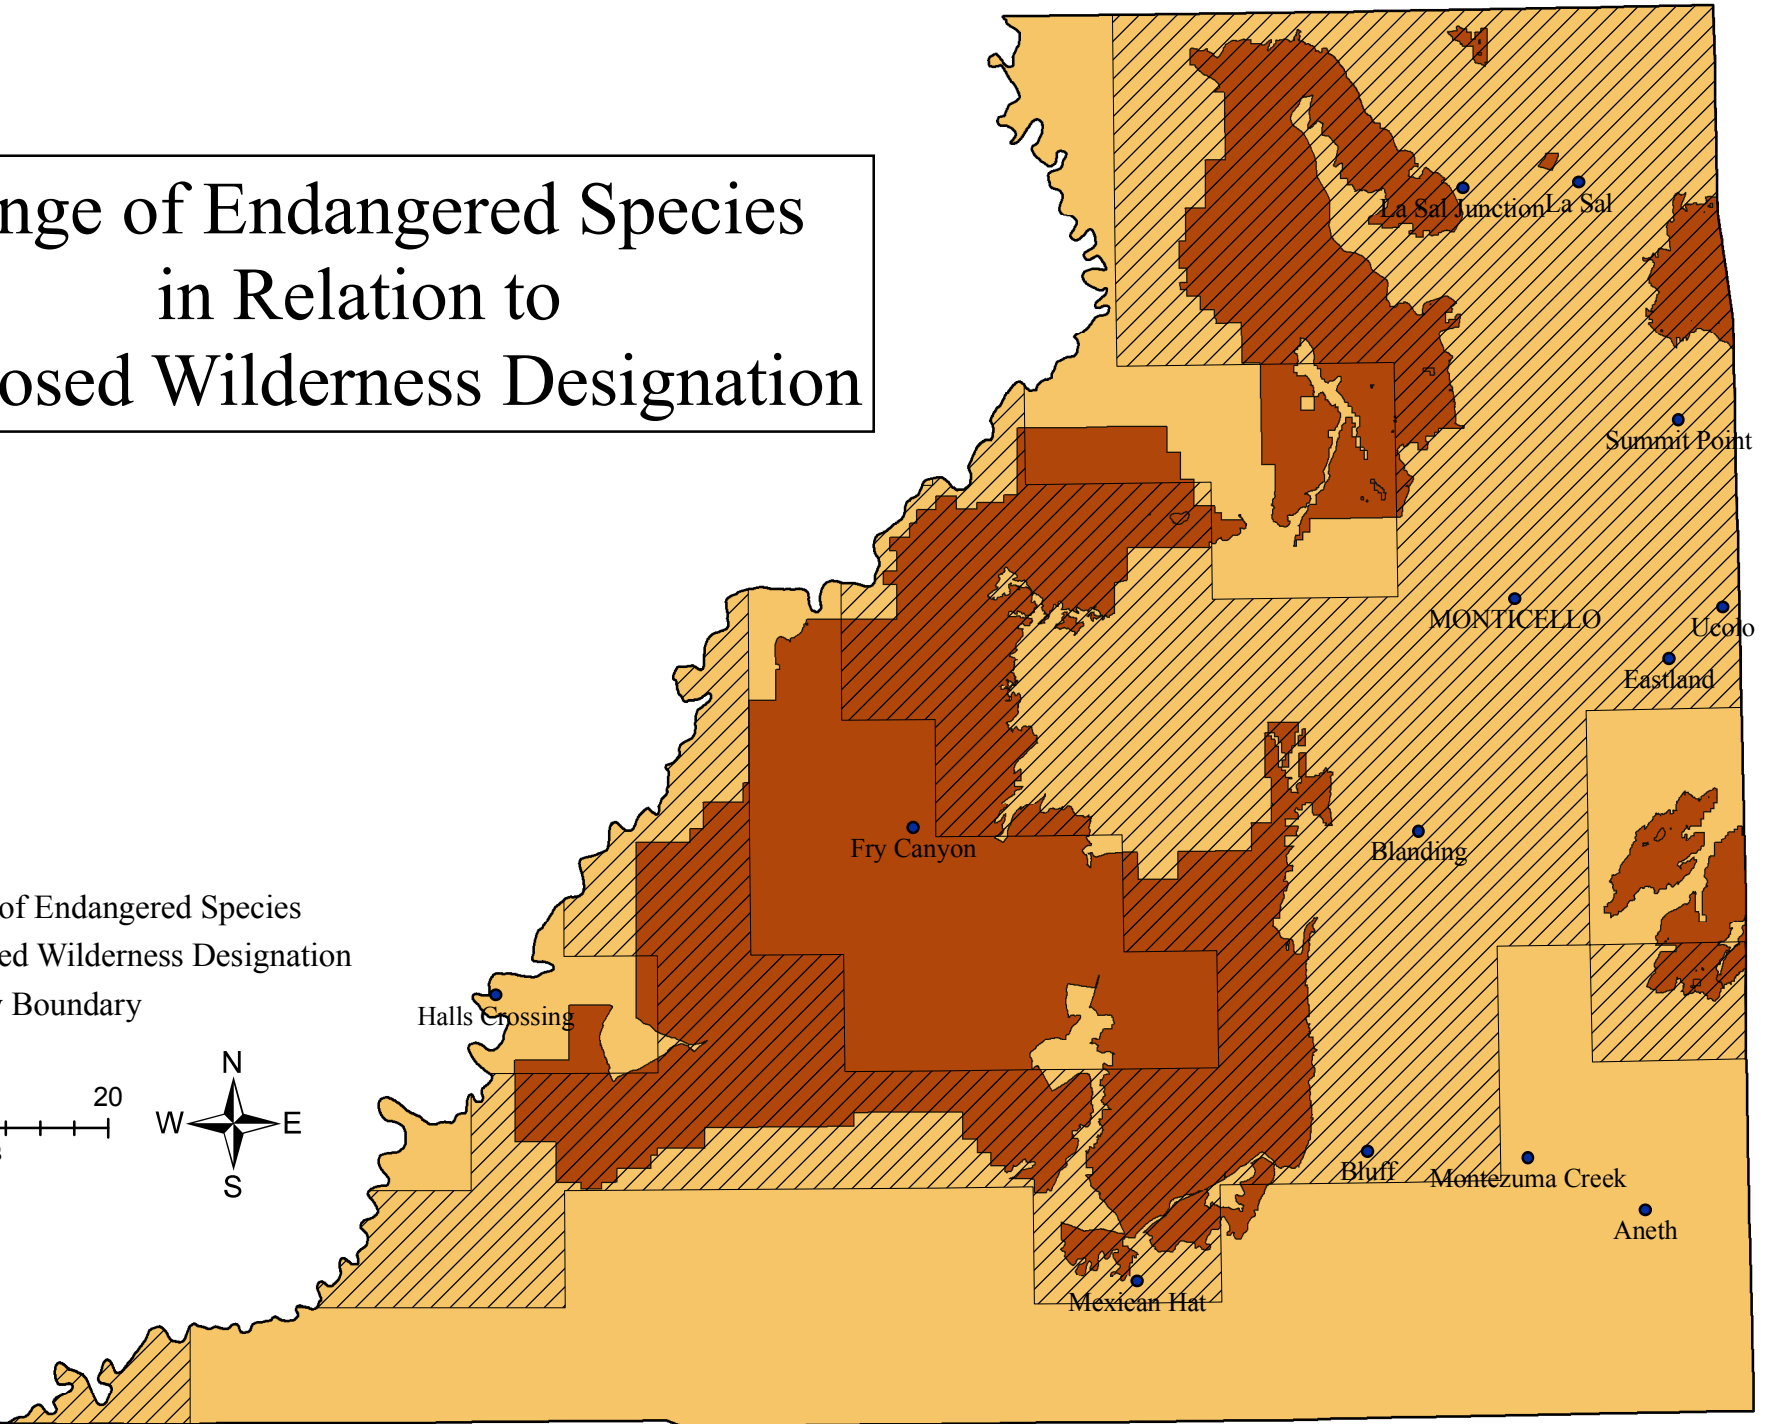 nge of Endangered Species
in Relation to
osed Wilderness Designation
La Sal Junction
La Sal
Summit Point
MONTICELLO
Ucolo
Eastland
Fry Canyon
Blanding
of Endangered Species
ed Wilderness Designation
Boundary
Halls Crossing
N
20
W E
S
Bluff
Montezuma Creek
Aneth
Mexican Hat